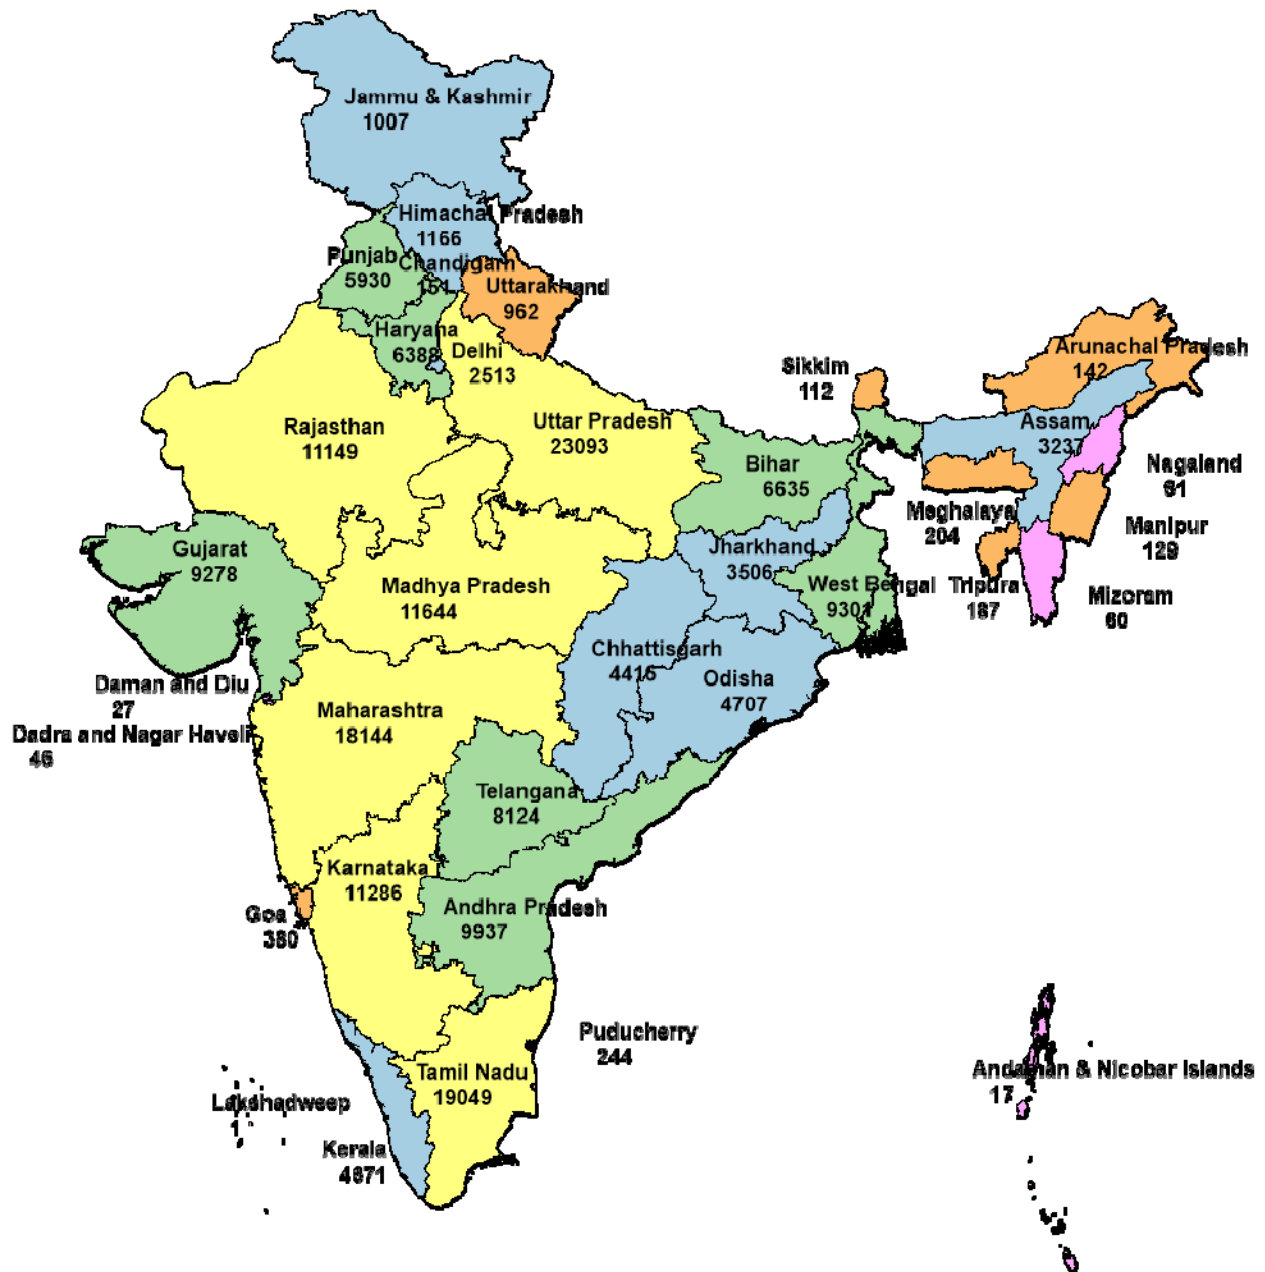 Jammu & Kashmir
1007
Himachal Pradesh
1166
Punjab
5930
Chandigarh
151
Uttarakhand
962
Haryana
6388
Delhi
2513
Sikkim
112
Arunachal Pradesh
142
Rajasthan
11149
Uttar Pradesh
23093
Assam
3237
Bihar
6635
Nagaland
Meghalaya
204
Manipur
129
Gujarat
9278
Jharkhand
3506
Madhya Pradesh
11644
West Bengal
9301
Tripura
187
Mizoram
60
Chhattisgarh
4415
Odisha
4707
Daman and Diu
27
Maharashtra
18144
Dadra and Nagar Haveli
Telangana
8124
Karnataka
11286
Goa
Andhra Pradesh
9937
Puducherry
244
Tamil Nadu
19049
Andaman & Nicobar Islands
17
Lakshadweep
1
Kerala